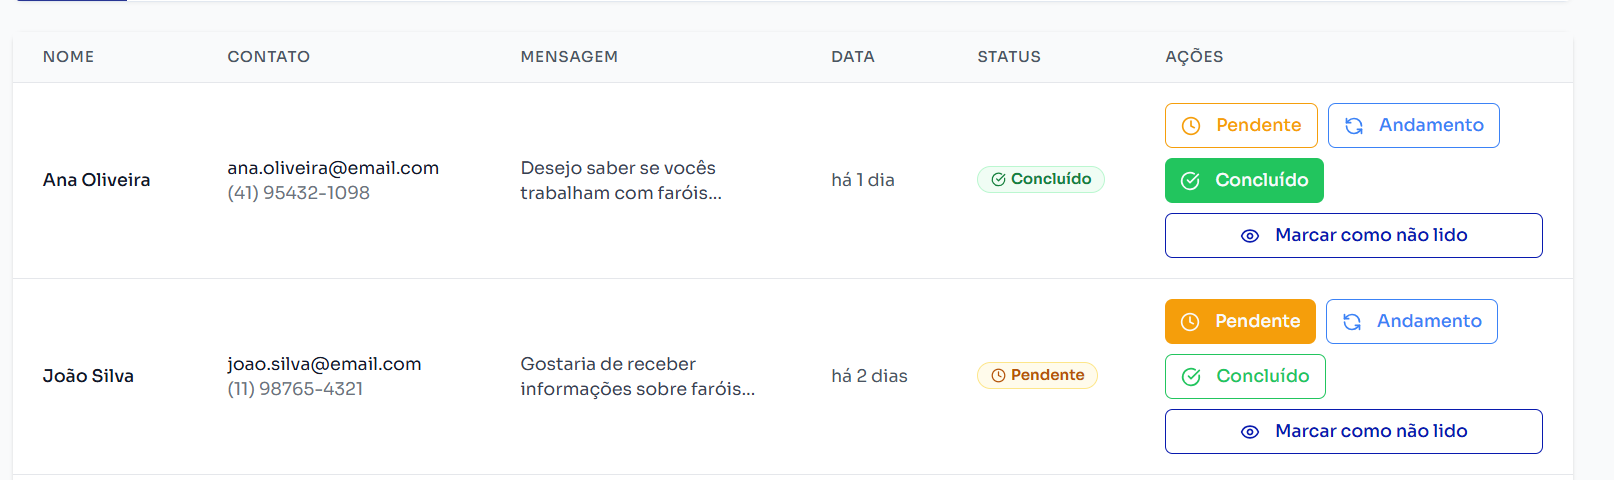 NOME CONTATO MENSAGEM DATA STATUS AÇÕES
Ana Oliveira
ana.oliveira@email.com
(41) 95432-1098
Desejo saber se vocês
trabalham com faróis...
há 1 dia
Concluído
Pendente Andamento
Concluído
Marcar como não lido
João Silva
joao.silva@email.com
(11) 98765-4321
Gostaria de receber
informações sobre faróis...
há 2 dias
Pendente
Pendente Andamento
Concluído
Marcar como não lido